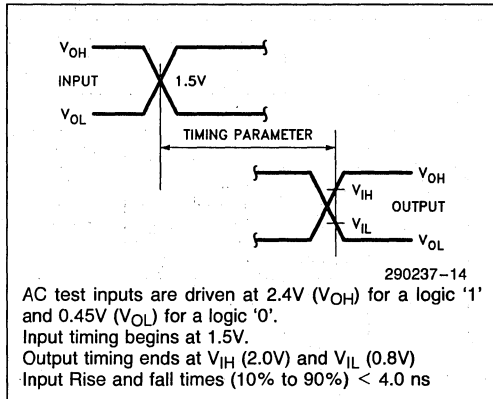 VOH
INPUT
1.5V
VOL
TIMING PARAMETER
VOH
VIH
OUTPUT
VIL
VOL
290237–14
AC test inputs are driven at 2.4V (VOH) for a logic '1'
and 0.45V (VOL) for a logic '0'.
Input timing begins at 1.5V.
Output timing ends at VIH (2.0V) and VIL (0.8V)
Input Rise and fall times (10% to 90%) < 4.0 ns